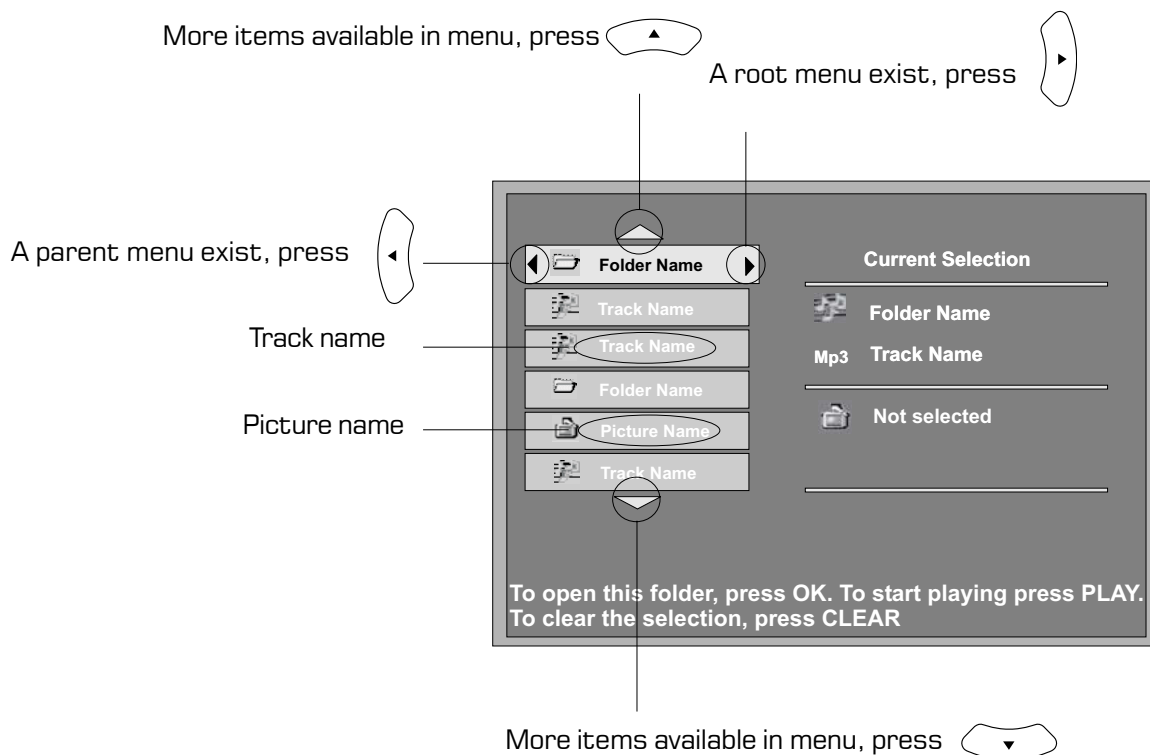 More items available in menu, press
A root menu exist, press
A parent menu exist, press
Folder Name
Current Selection
Track Name
Folder Name
Track name
Track Name
Mp3 Track Name
Folder Name
Picture name
Picture Name
Not selected
Track Name
To open this folder, press OK. To start playing press PLAY.
To clear the selection, press CLEAR
More items available in menu, press